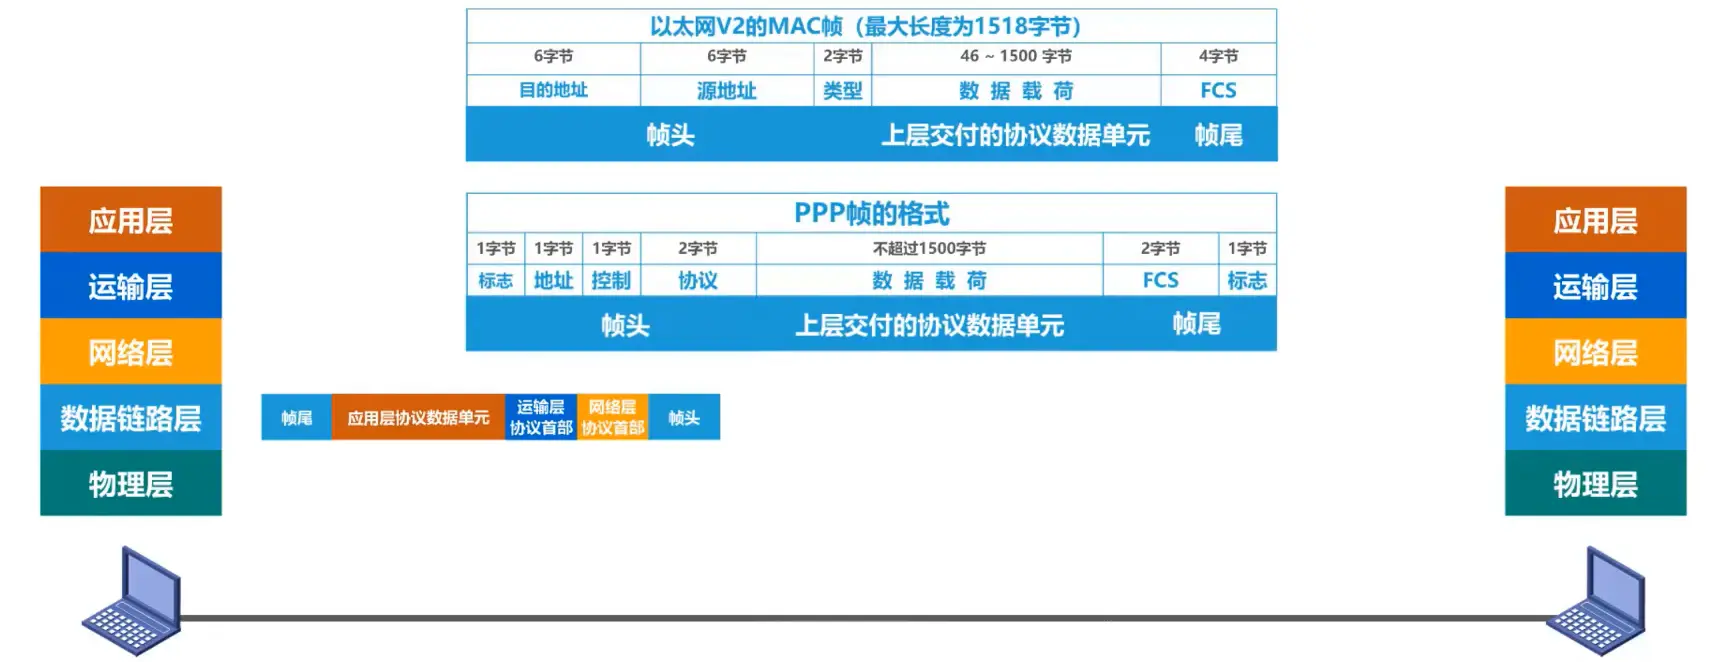 以太网V2的MAC帧（最大长度为1518字节）
6字节 6字节 2字节 46 ~ 1500 字节 4字节
目的地址 源地址 类型 数 据 载 荷 FCS
帧头 上层交付的协议数据单元 帧尾
PPP帧的格式
1字节 1字节 1字节 2字节 不超过1500字节 2字节 1字节
标志 地址 控制 协议 数 据 载 荷 FCS 标志
帧头 上层交付的协议数据单元 帧尾
应用层
运输层
网络层
数据链路层
物理层
帧尾 应用层协议数据单元 运输层 协议首部 网络层 协议首部 帧头
应用层
运输层
网络层
数据链路层
物理层